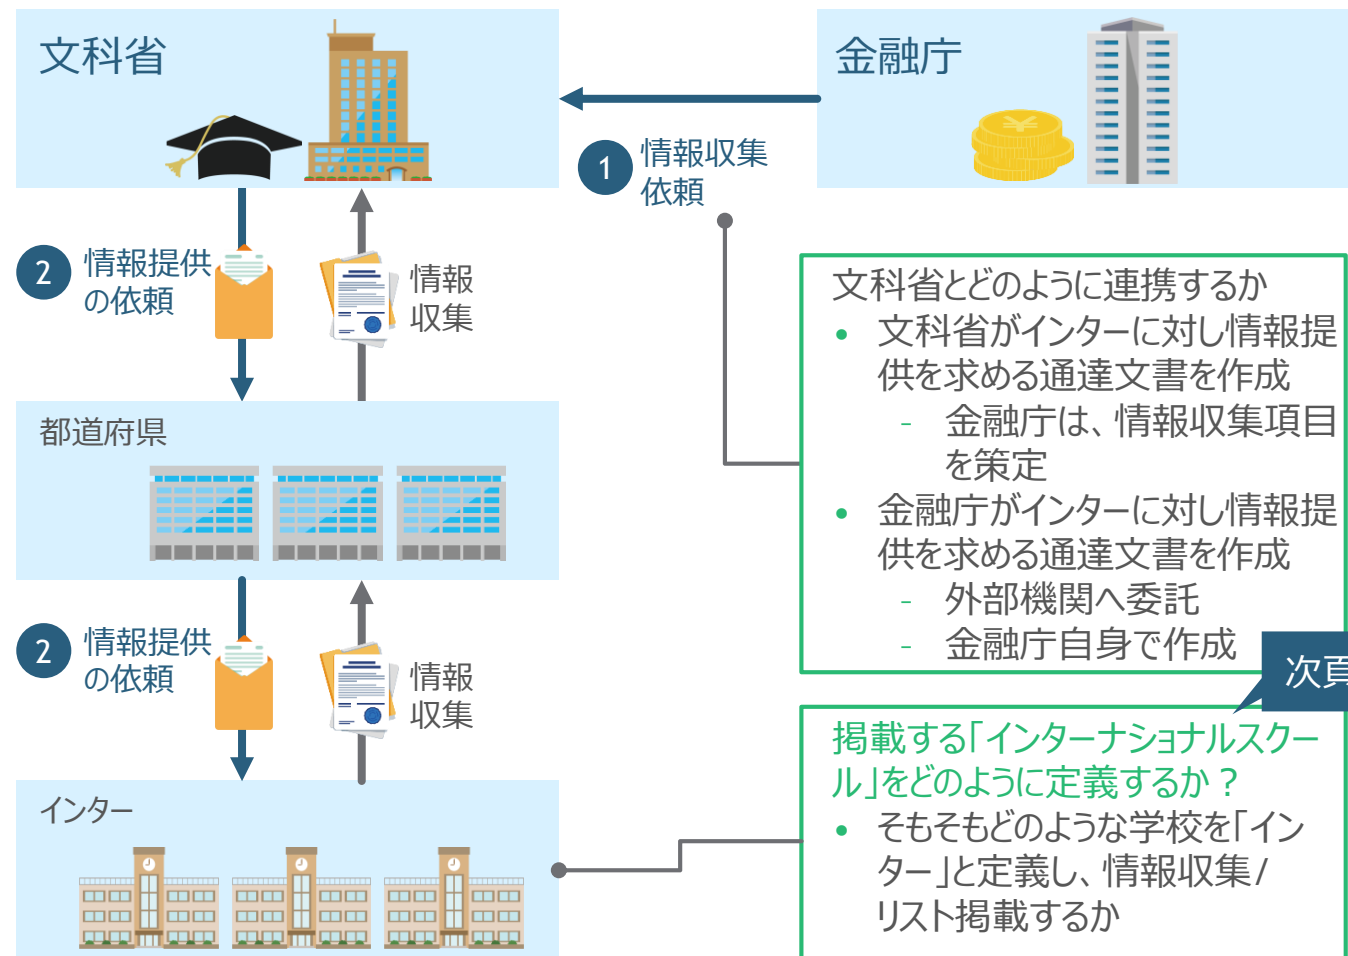 文科省
金融庁
1
情報収集
依頼
2
情報提供
の依頼
情報
収集
都道府県
2
情報提供
の依頼
情報
収集
インター
文科省とどのように連携するか
• 文科省がインターに対し情報提
供を求める通達文書を作成
- 金融庁は、情報収集項目
を策定
• 金融庁がインターに対し情報提
供を求める通達文書を作成
- 外部機関へ委託
- 金融庁自身で作成
次頁
掲載する「インターナショナルスクー
ル」をどのように定義するか？
• そもそもどのような学校を「イン
ター」と定義し、情報収集/
リスト掲載するか